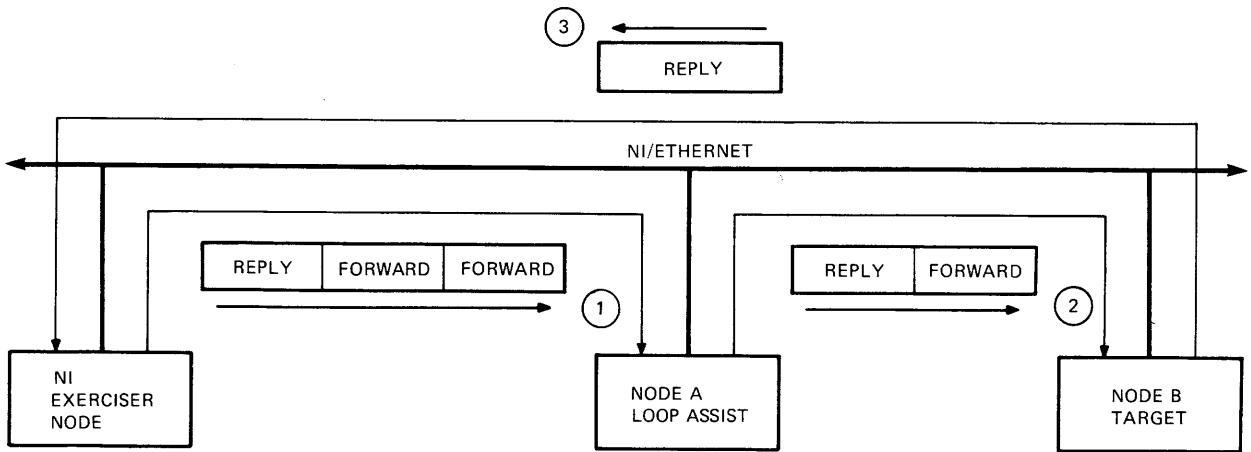 3
REPLY
NI/ETHERNET
REPLY FORWARD FORWARD
1
REPLY FORWARD
2
NI
EXERCISER
NODE
NODE A
LOOP ASSIST
NODE B
TARGET